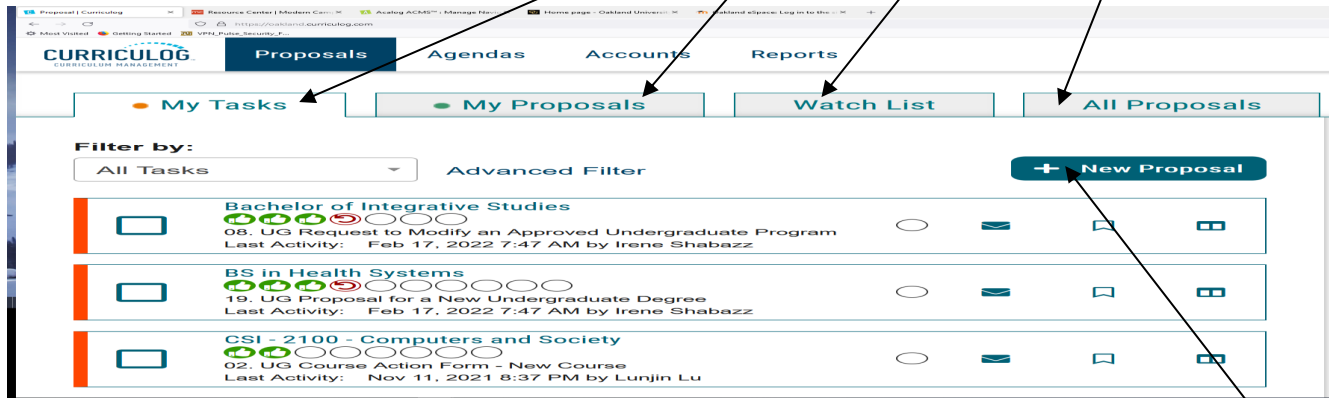 Proposal | Curriculog
Resource Center | Modern Cam
Acalog ACMS™: Manage
Home page - Oakland Univers
Oakland eSpace: Log in to the
https://oakland.curriculog.com
Most Visited Getting Started VPN_Pulse_Security_F...
CURRICULOG Proposals Agendas Accounts Reports
CURRICULUM MANAGEMENT
My Tasks My Proposals Watch List All Proposals
Filter by:
All Tasks Advanced Filter + New Proposal
Bachelor of Integrative Studies
08. UG Request to Modify an Approved Undergraduate Program
Last Activity: Feb 17, 2022 7:47 AM by Irene Shabazz
BS in Health Systems
19. UG Proposal for a New Undergraduate Degree
Last Activity: Feb 17, 2022 7:47 AM by Irene Shabazz
CSI - 2100 - Computers and Society
02. UG Course Action Form - New Course
Last Activity: Nov 11, 2021 8:37 PM by Lunjin Lu